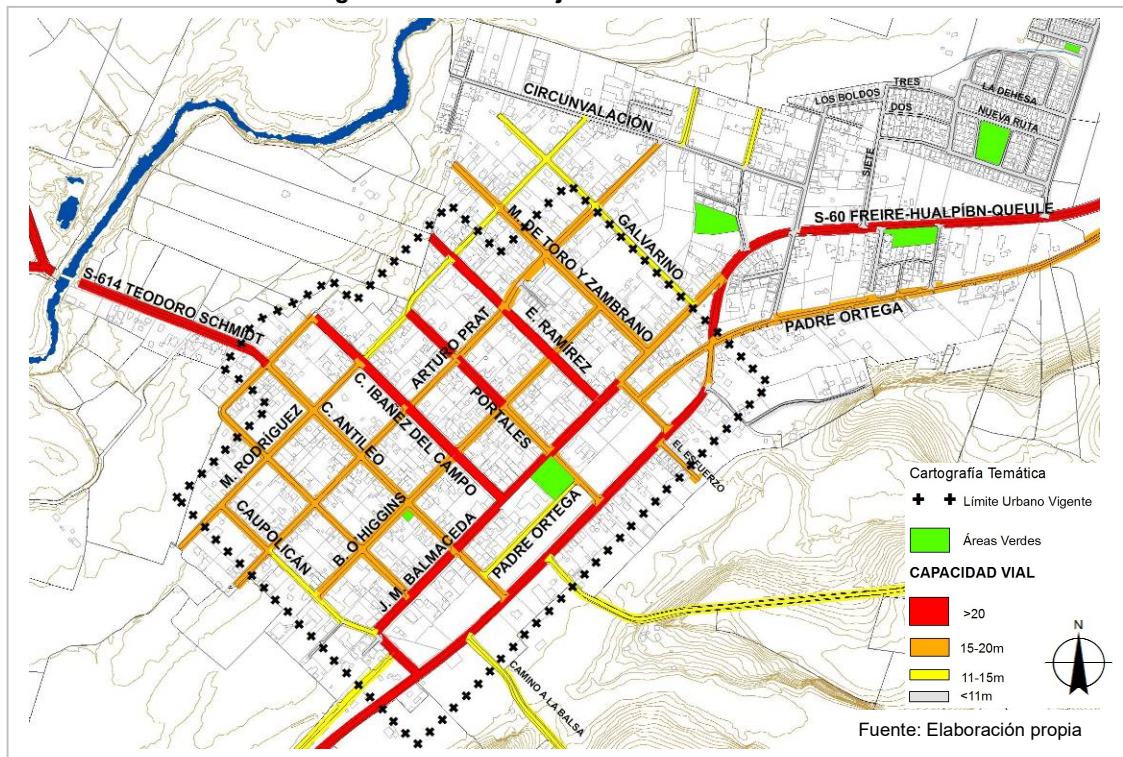 CIRCUNVALACIÓN
LOS BOLDOS
TRES
LA DEHESA
DOS
NUEVA RUTA
SIETE
S-60 FREIRE-HUALPÍBN-QUEULE
GALVARINO
M. DE TORO Y ZAMBRANO
S-614 TEODORO SCHMIDT
PADRE ORTEGA
E. RAMÍREZ
ARTURO PRAT
PORTALES
C. IBAÑEZ DEL CAMPO
C. ANTILEO
M. RODRÍGUEZ
EL ESFUERZO
CAUPOLICÁN
B. O HIGGINS
J. M. BALMACEDA
PADRE ORTEGA
CAMINO A LA BALSA
Cartografía Temática
Límite Urbano Vigente
Áreas Verdes
CAPACIDAD VIAL
>20
15-20m
11-15m
<11m
N
Fuente: Elaboración propia